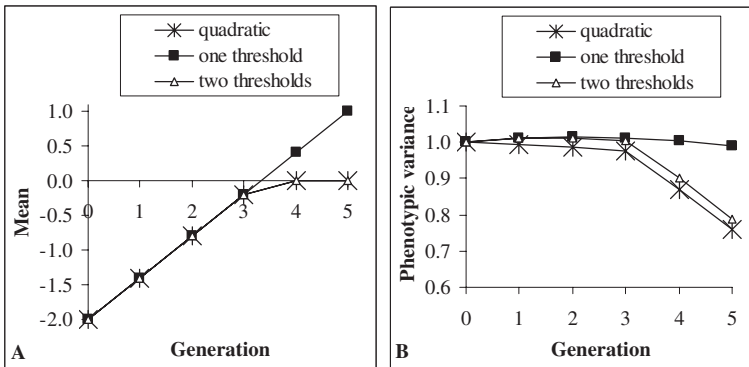 quadratic
one threshold
two thresholds
1.0
0.5
0.0
-0.5
-1.0
-1.5
-2.0
0 1 2 3 4 5
Mean
Generation
A
quadratic
one threshold
two thresholds
1.1
1.0
0.9
0.8
0.7
0.6
0 1 2 3 4 5
Phenotypic variance
Generation
B